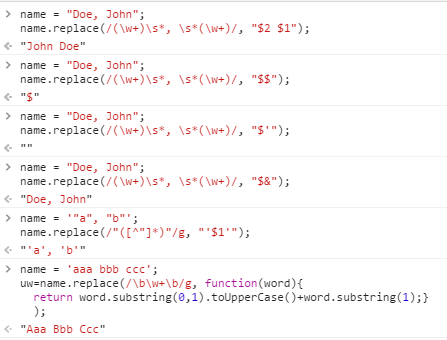 > name = "Doe, John";
name.replace(/(\w+)\s*, \s*(\w+)/, "$2 $1");
"John Doe"
> name = "Doe, John";
name.replace(/(\w+)\s*, \s*(\w+)/, "$$");
"$"
> name = "Doe, John";
name.replace(/(\w+)\s*, \s*(\w+)/, "$'");
""
> name = "Doe, John";
name.replace(/(\w+)\s*, \s*(\w+)/, "$&");
"Doe, John"
> name = '"a", "b"';
name.replace(/"([^"]*)"/g, "'$1'");
"'a', 'b'"
> name = 'aaa bbb ccc';
uw=name.replace(/\b\w+\b/g, function(word){
return word.substring(0,1).toUpperCase()+word.substring(1);}
);
"Aaa Bbb Ccc"